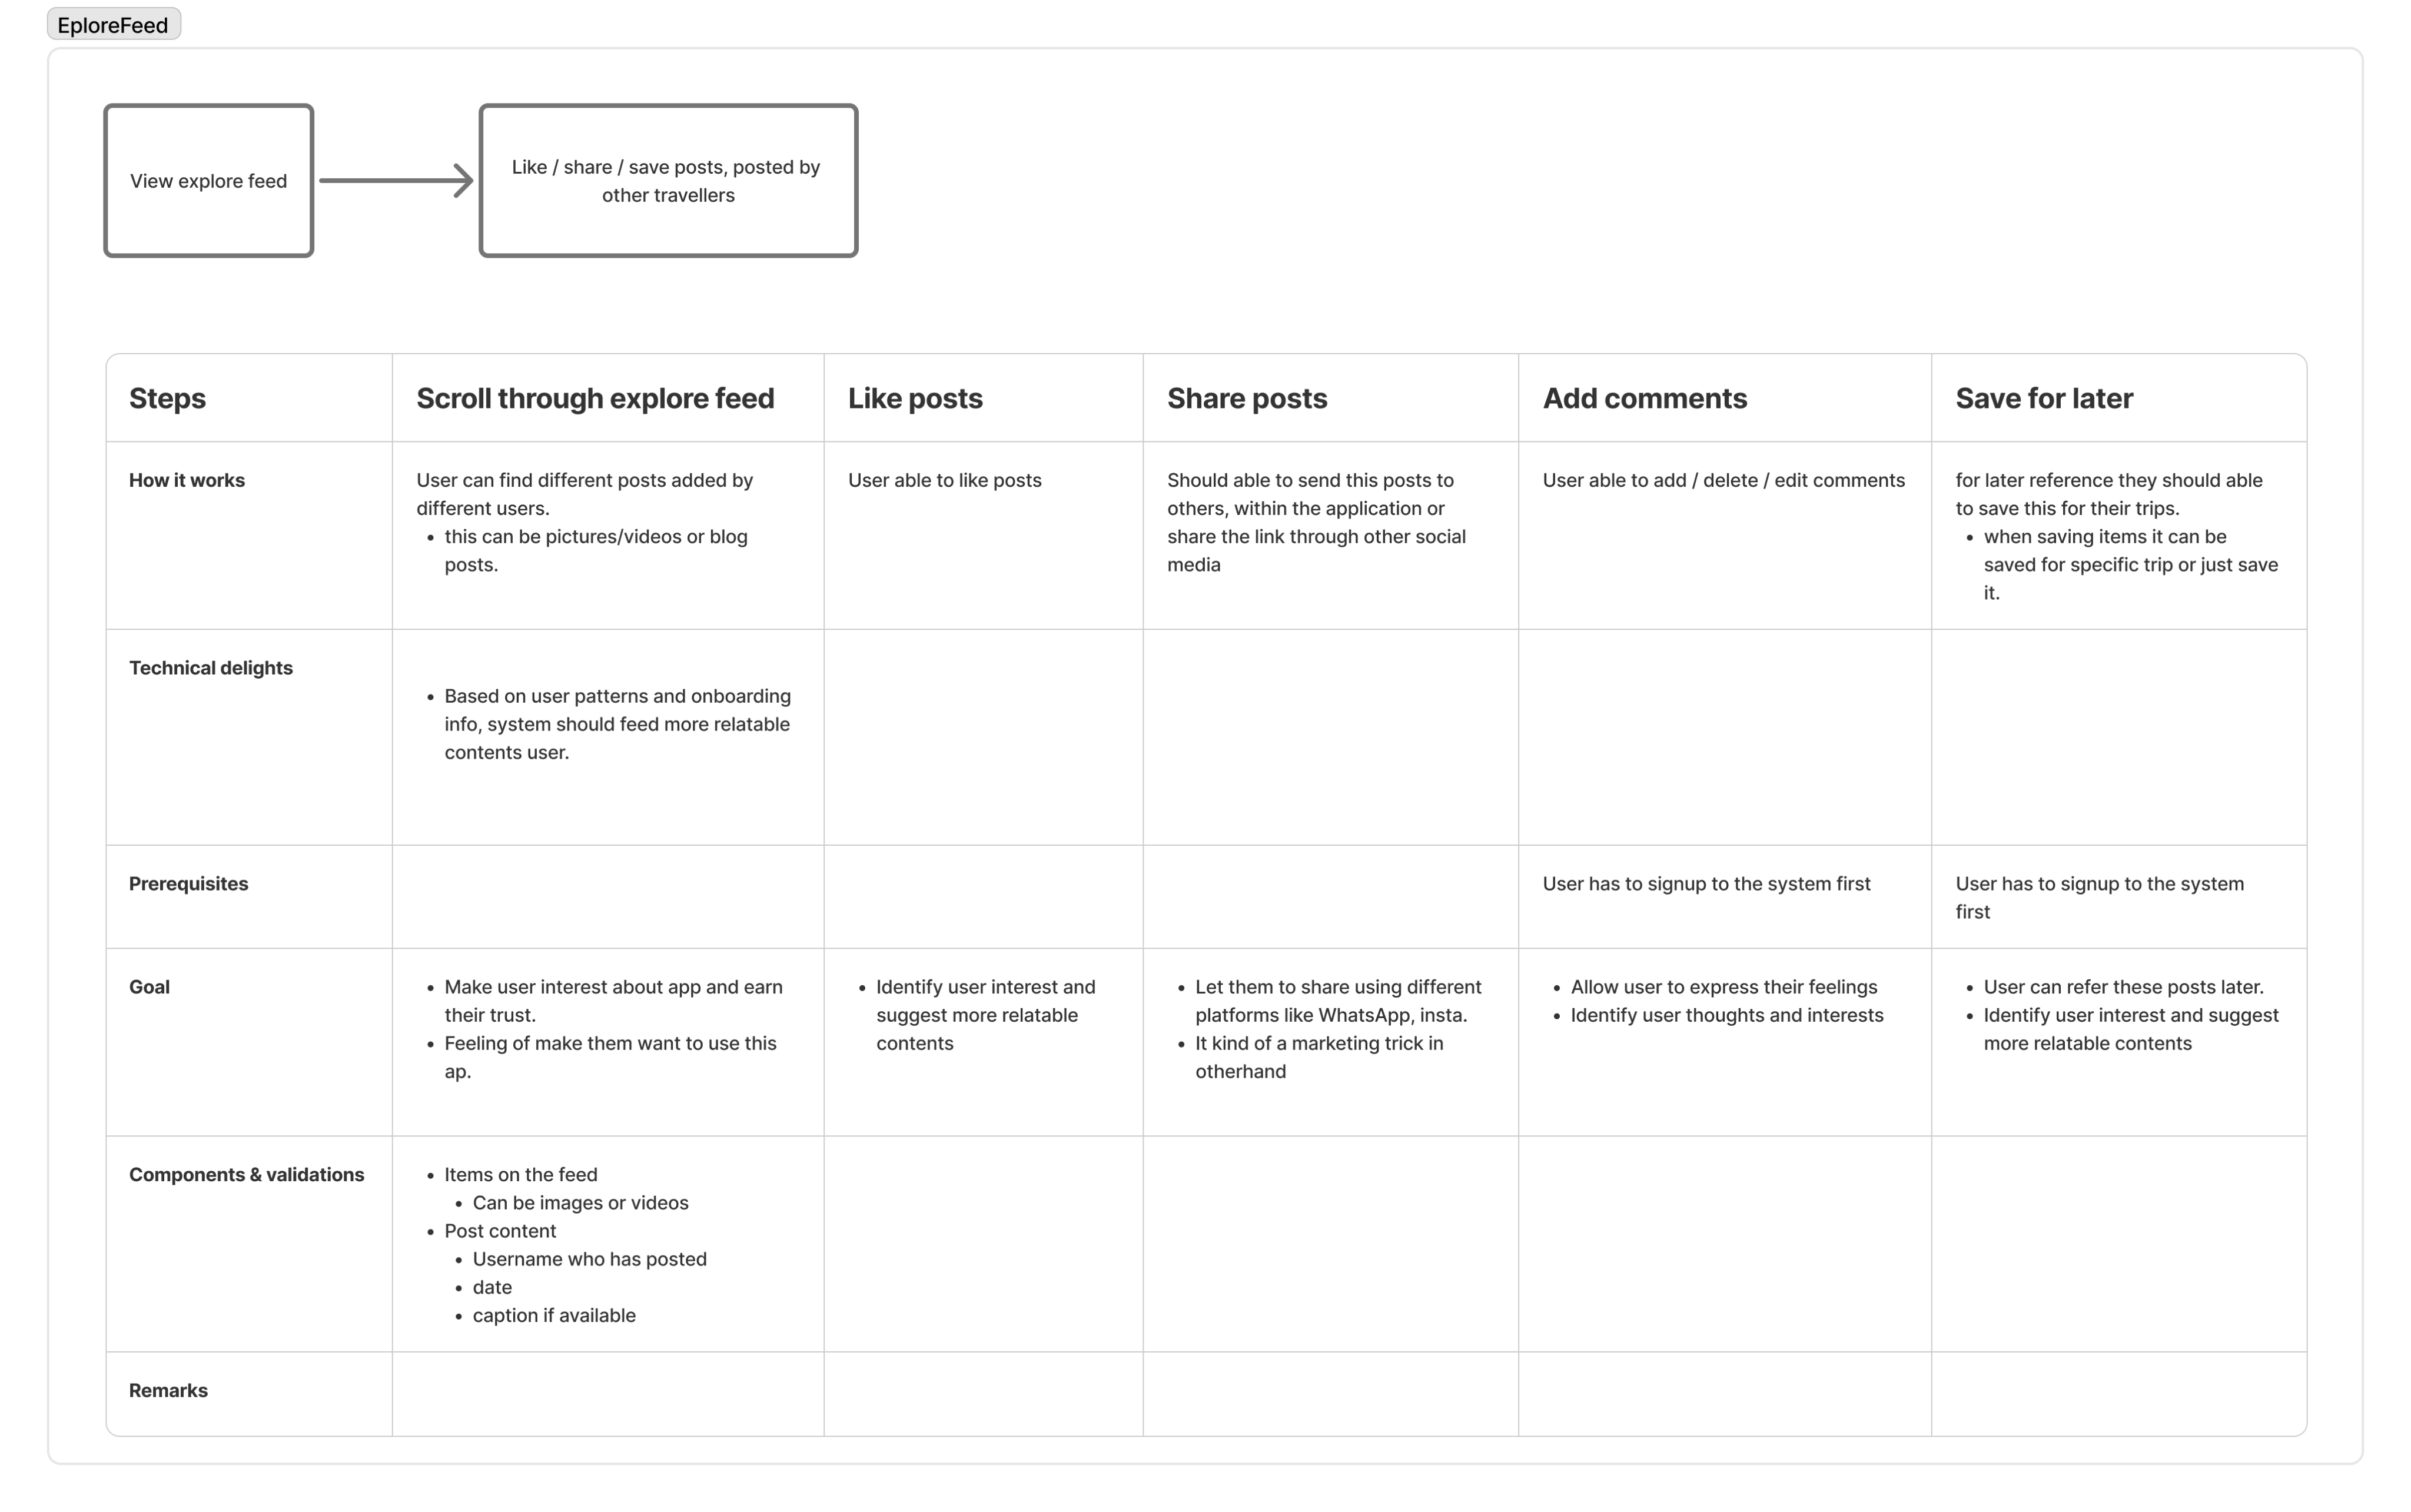 EploreFeed
View explore feed
Like / share / save posts, posted by
other travellers
Steps
Scroll through explore feed
Like posts
Share posts
Add comments
Save for later
How it works
User can find different posts added by
different users.
• this can be pictures/videos or blog
posts.
User able to like posts
Should able to send this posts to
others, within the application or
share the link through other social
media
User able to add / delete / edit comments
for later reference they should able
to save this for their trips.
• when saving items it can be
saved for specific trip or just save
it.
Technical delights
• Based on user patterns and onboarding
info, system should feed more relatable
contents user.
Prerequisites
User has to signup to the system first
User has to signup to the system
first
Goal
• Make user interest about app and earn
their trust.
• Feeling of make them want to use this
ap.
• Identify user interest and
suggest more relatable
contents
• Let them to share using different
platforms like WhatsApp, insta.
• It kind of a marketing trick in
otherhand
• Allow user to express their feelings
• Identify user thoughts and interests
• User can refer these posts later.
• Identify user interest and suggest
more relatable contents
Components & validations
• Items on the feed
• Can be images or videos
• Post content
• Username who has posted
• date
• caption if available
Remarks